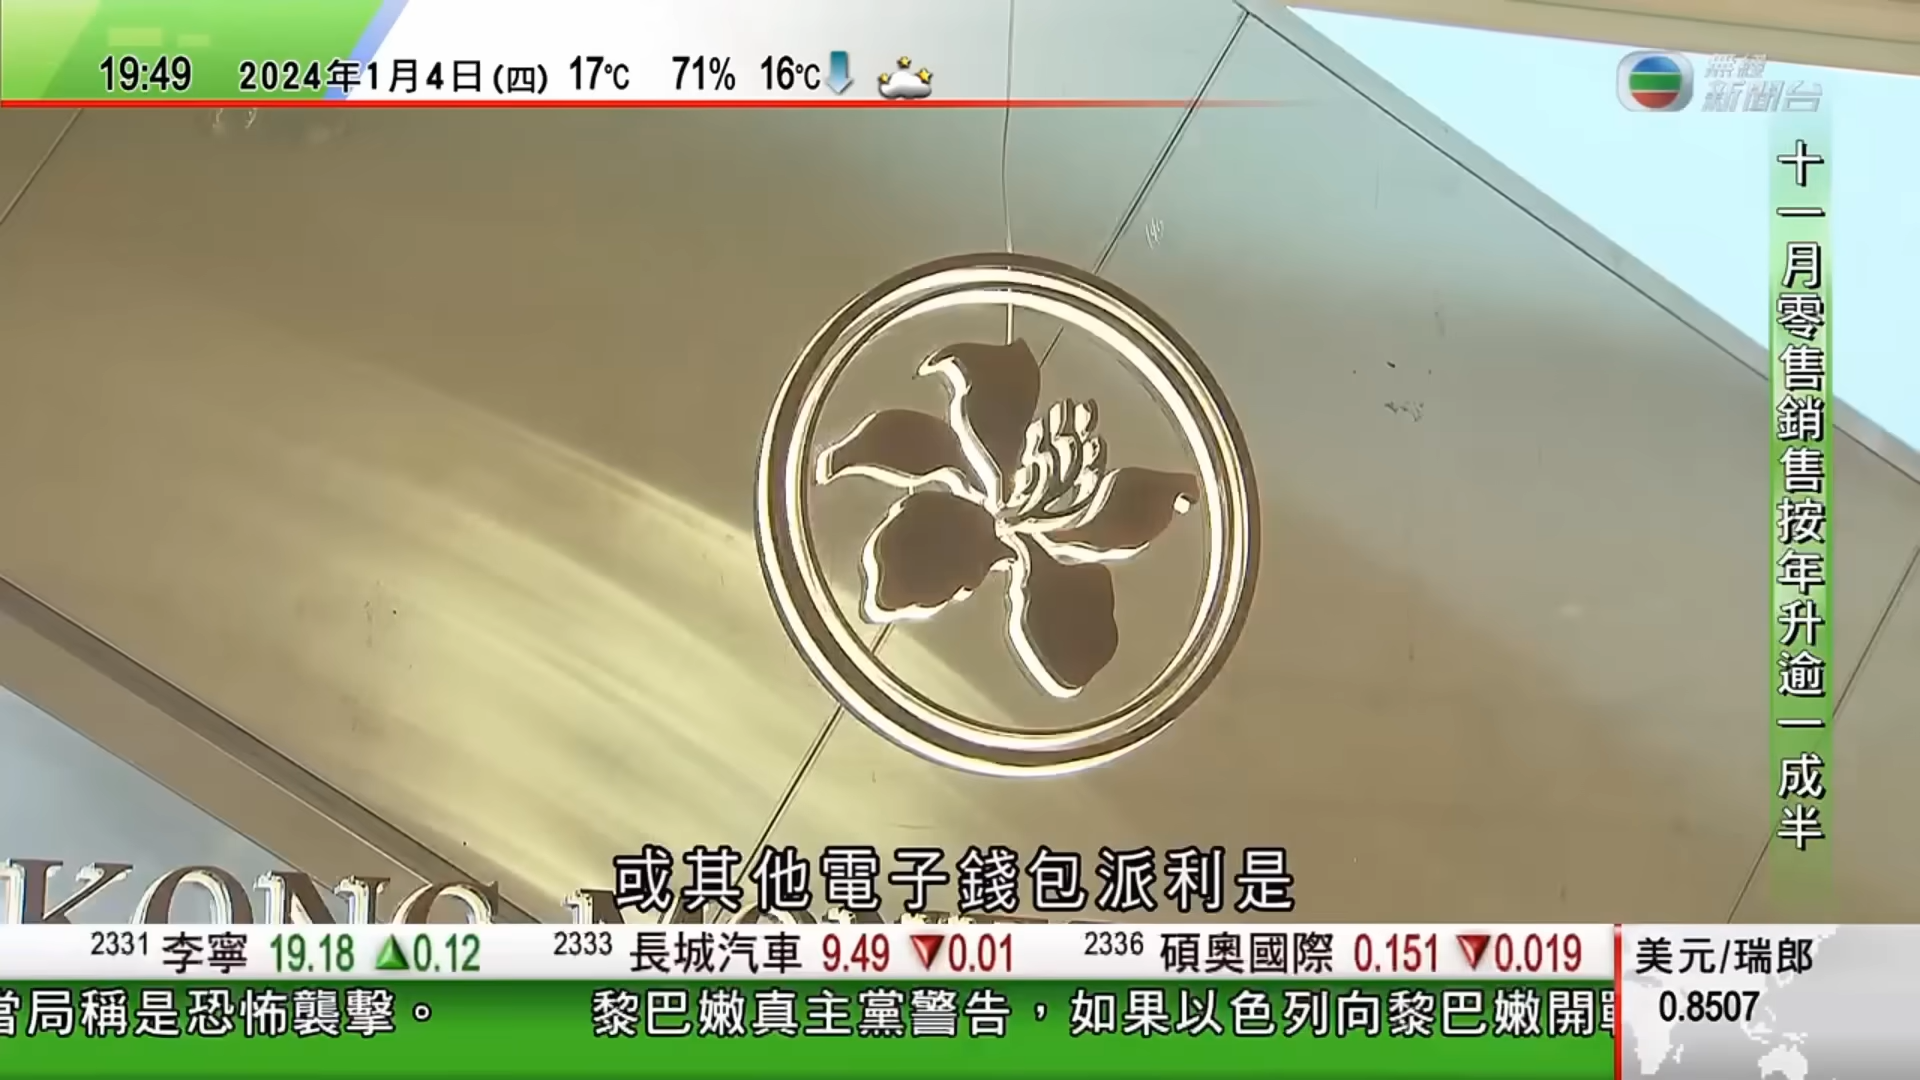 19:49 2024年1月4日(四) 17℃ 71% 16℃
無綫
新聞台
十一月零售銷售按年升逾一成半
或其他電子錢包派利是
KONG MON
2331 李寧 19.18 ▲0.12 2333 長城汽車 9.49 ▼0.01 2336 碩奧國際 0.151 ▼0.019
美元/瑞郎
0.8507
當局稱是恐怖襲擊。 黎巴嫩真主黨警告，如果以色列向黎巴嫩開戰